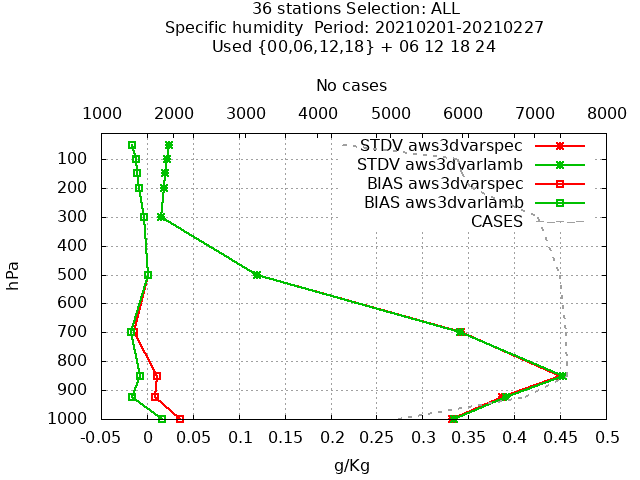 36 stations Selection: ALL
Specific humidity  Period: 20210201-20210227
Used {00,06,12,18} + 06 12 18 24
No cases
1000 2000 3000 4000 5000 6000 7000 8000
STDV aws3dvarspec
STDV aws3dvarlamb
BIAS aws3dvarspec
BIAS aws3dvarlamb
CASES
hPa
100
200
300
400
500
600
700
800
900
1000
-0.05 0 0.05 0.1 0.15 0.2 0.25 0.3 0.35 0.4 0.45 0.5
g/Kg